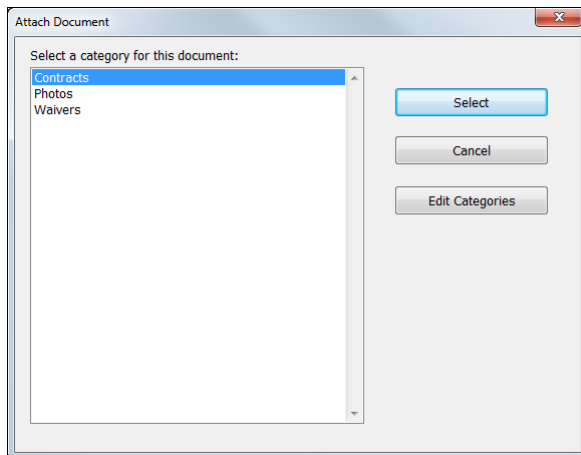 Attach Document
Select a category for this document:
Contracts
Photos
Waivers
Select
Cancel
Edit Categories